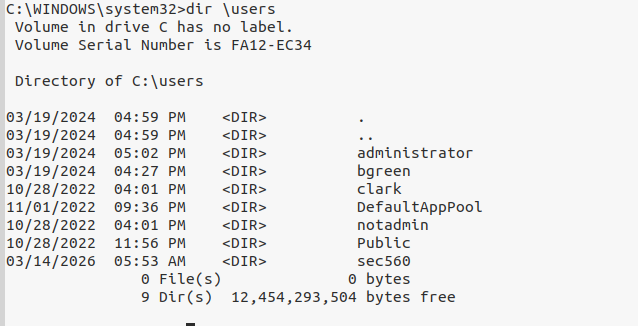 C:\WINDOWS\system32>dir \users
 Volume in drive C has no label.
 Volume Serial Number is FA12-EC34

 Directory of C:\users

03/19/2024  04:59 PM    <DIR>          .
03/19/2024  04:59 PM    <DIR>          ..
03/19/2024  05:02 PM    <DIR>          administrator
03/19/2024  04:27 PM    <DIR>          bgreen
10/28/2022  04:01 PM    <DIR>          clark
11/01/2022  09:36 PM    <DIR>          DefaultAppPool
10/28/2022  04:01 PM    <DIR>          notadmin
10/28/2022  11:56 PM    <DIR>          Public
03/14/2026  05:53 AM    <DIR>          sec560
               0 File(s)              0 bytes
               9 Dir(s)  12,454,293,504 bytes free